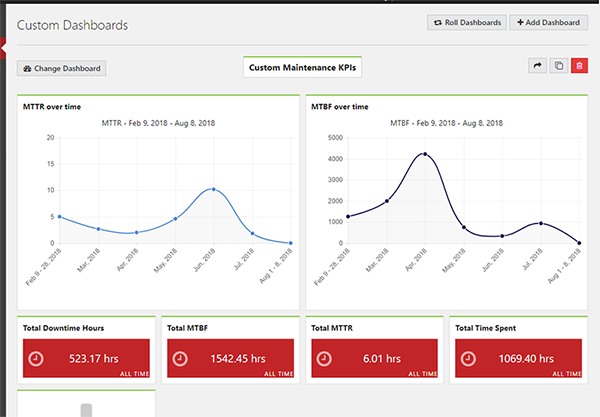 Custom Dashboards
Roll Dashboards
Add Dashboard
Change Dashboard
Custom Maintenance KPIs
MTTR over time
MTTR - Feb 9, 2018 - Aug 8, 2018
20
15
10
5
0
Feb 9 - 28, 2018
Mar, 2018
Apr, 2018
May, 2018
Jun, 2018
Jul, 2018
Aug 1 - 8, 2018
MTBF over time
MTBF - Feb 9, 2018 - Aug 8, 2018
5000
4000
3000
2000
1000
0
Feb 9 - 28, 2018
Mar, 2018
Apr, 2018
May, 2018
Jun, 2018
Jul, 2018
Aug 1 - 8, 2018
Total Downtime Hours
523.17 hrs
ALL TIME
Total MTBF
1542.45 hrs
ALL TIME
Total MTTR
6.01 hrs
ALL TIME
Total Time Spent
1069.40 hrs
ALL TIME